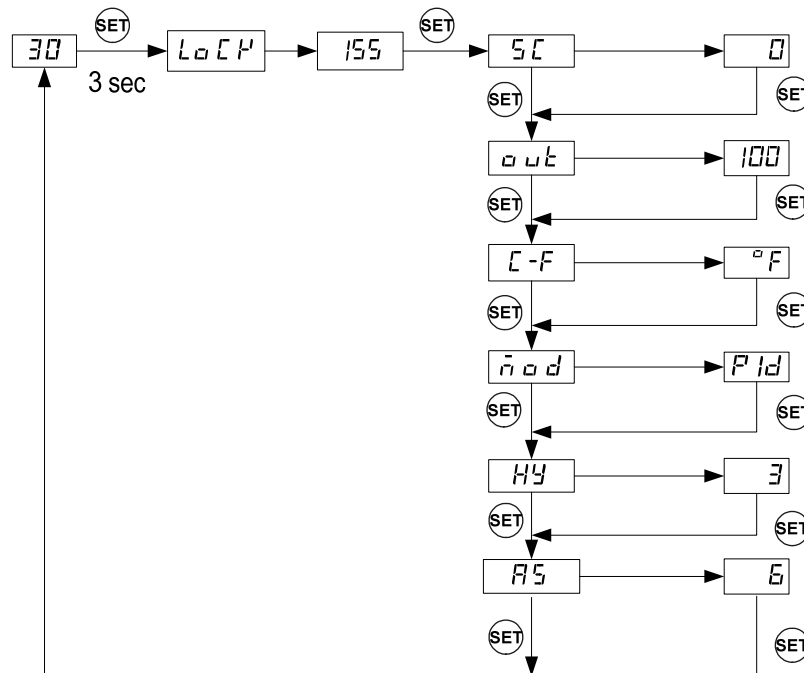 SET
30 LoCK 155 SET SC 0
3 sec
SET SET
out 100
SET SET
C-F °F
SET SET
mod PId
SET SET
HY 3
SET SET
AS 6
SET SET